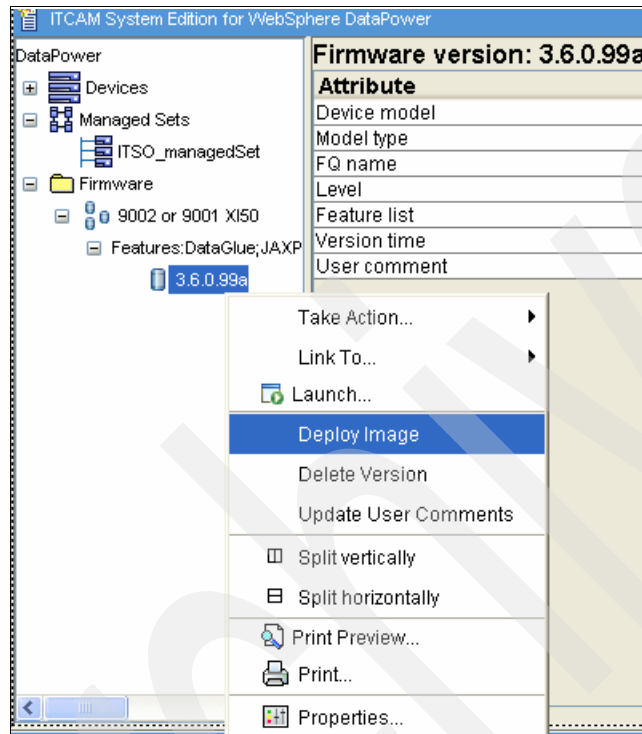 ITCAM System Edition for WebSphere DataPower
DataPower
Devices
Managed Sets
ITSO_managedSet
Firmware
9002 or 9001 XI50
Features:DataGlue;JAXP
3.6.0.99a
Firmware version: 3.6.0.99a
Attribute
Device model
Model type
FQ name
Level
Feature list
Version time
User comment
Take Action...
Link To...
Launch...
Deploy Image
Delete Version
Update User Comments
Split vertically
Split horizontally
Print Preview...
Print...
Properties...